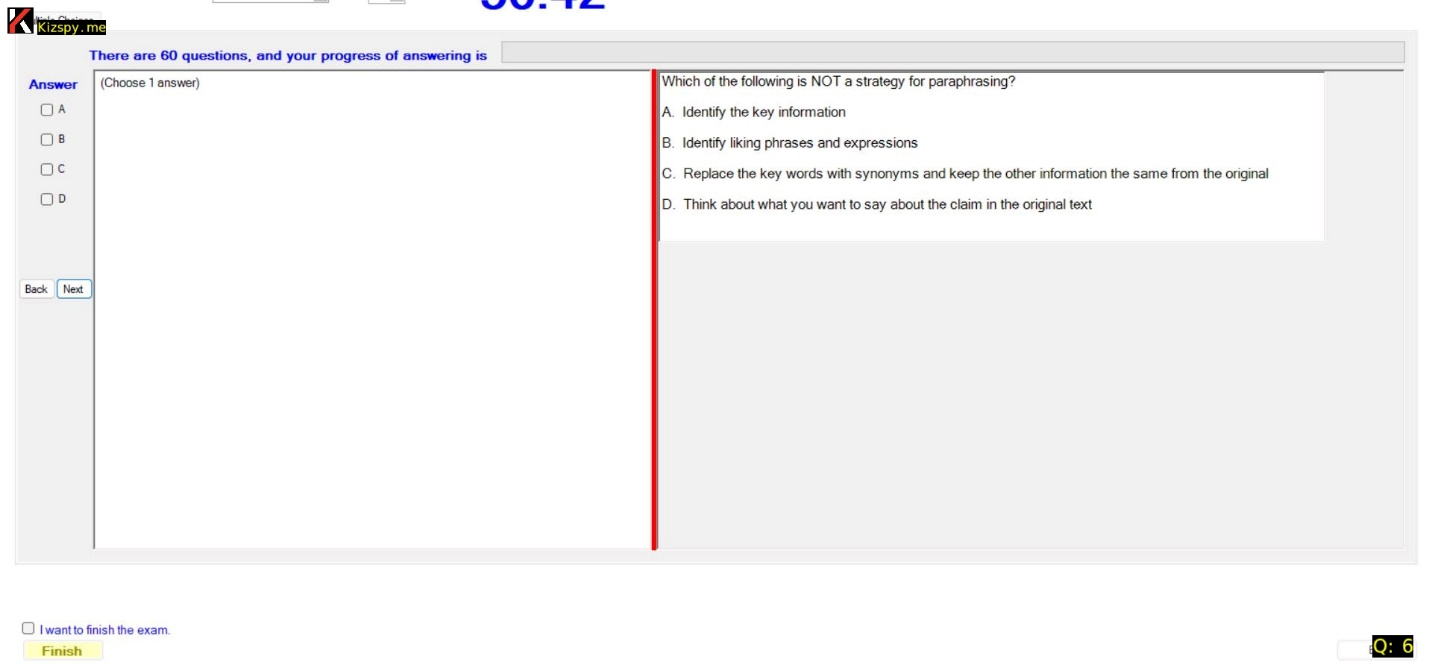 Kizspy.me
There are 60 questions, and your progress of answering is
Answer
(Choose 1 answer)
A
B
C
D
Back
Next
Which of the following is NOT a strategy for paraphrasing?
A. Identify the key information
B. Identify liking phrases and expressions
C. Replace the key words with synonyms and keep the other information the same from the original
D. Think about what you want to say about the claim in the original text
I want to finish the exam.
Finish
Q: 6